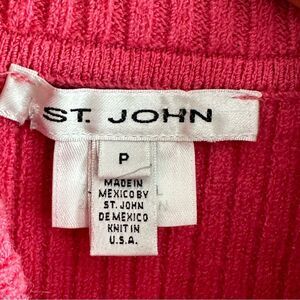 ST. JOHN
P
MADE IN
MEXICO BY
ST. JOHN
DE MEXICO
KNIT IN
U.S.A.